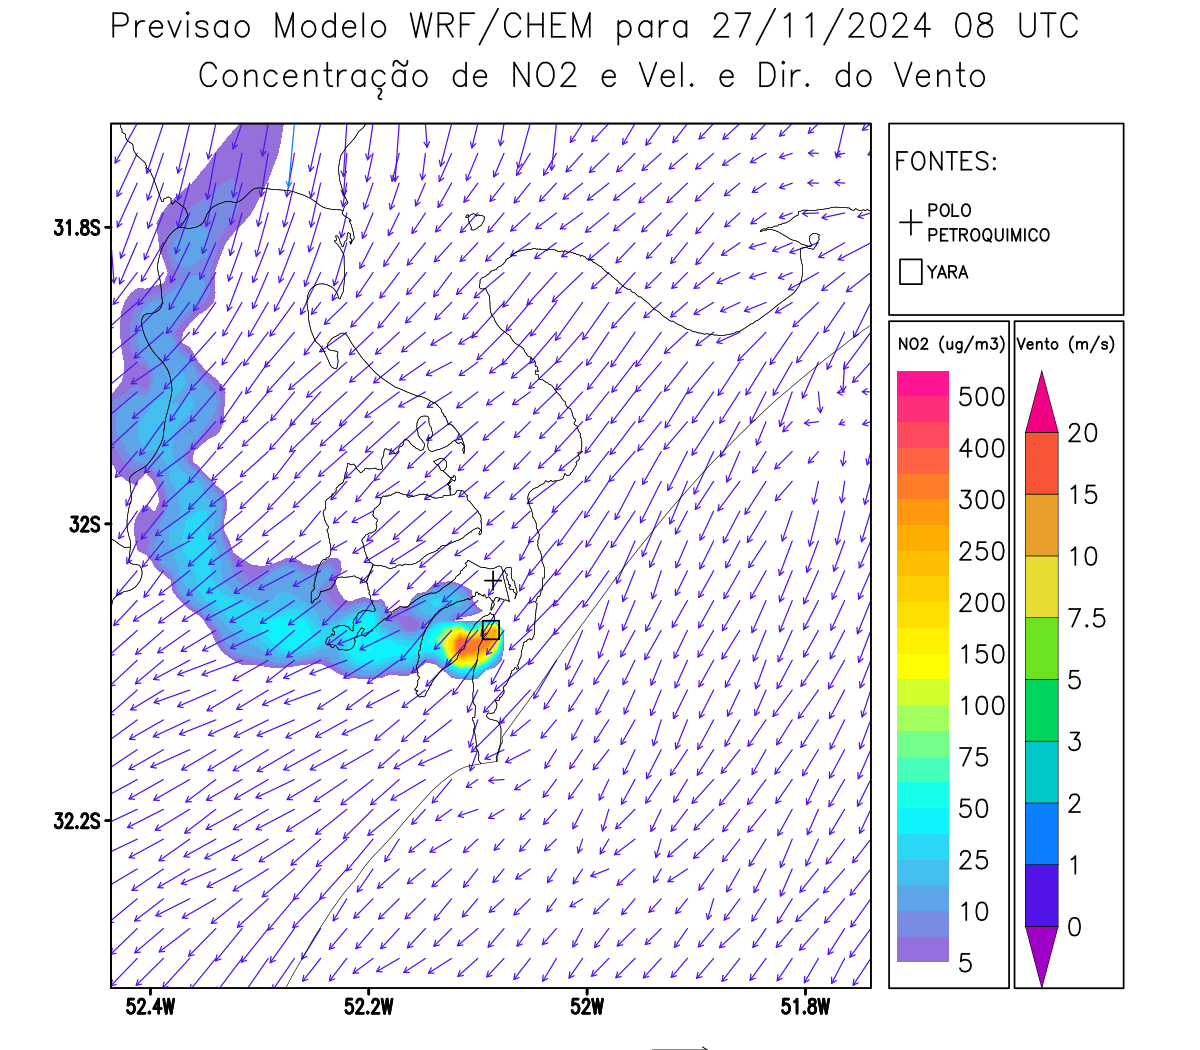 Previsao Modelo WRF/CHEM para 27/11/2024 08 UTC
Concentração de NO2 e Vel. e Dir. do Vento
FONTES:
POLO
PETROQUIMICO
YARA
31.8S
32S
32.2S
52.4W
52.2W
52W
51.8W
NO2 (ug/m3)
500
400
300
250
200
150
100
75
50
25
10
5
Vento (m/s)
20
15
10
7.5
5
3
2
1
0